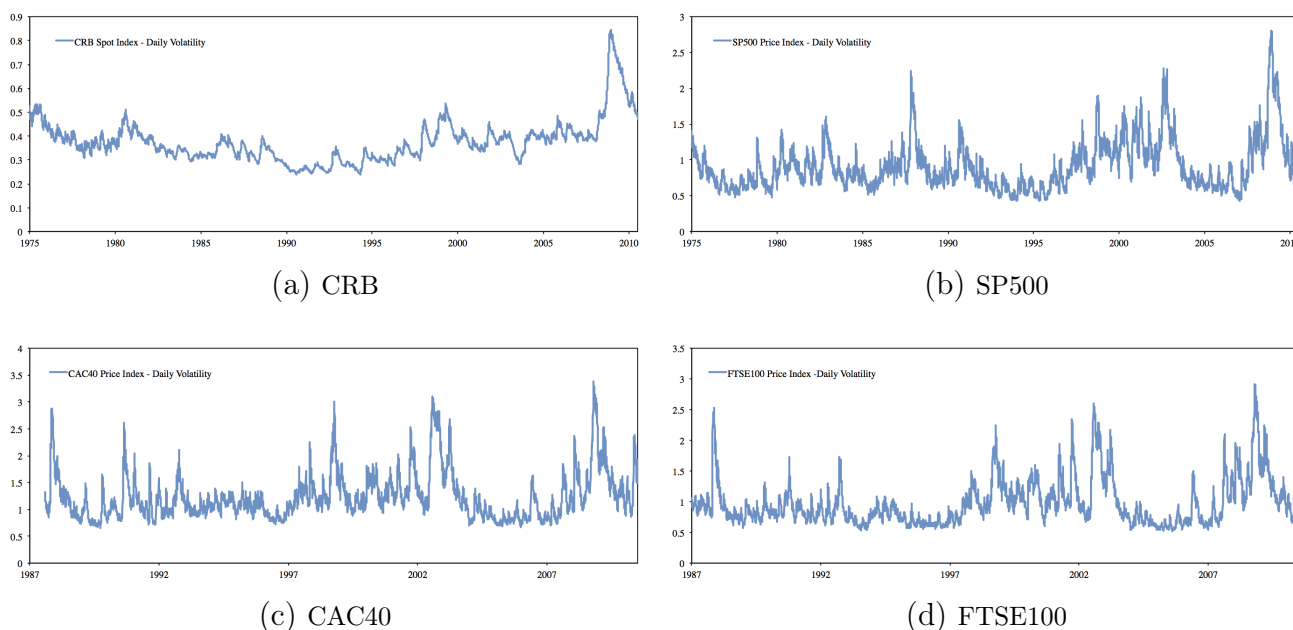 CRB Spot Index - Daily Volatility
0.9
0.8
0.7
0.6
0.5
0.4
0.3
0.2
0.1
0
1975 1980 1985 1990 1995 2000 2005 2010
(a) CRB
SP500 Price Index - Daily Volatility
3
2.5
2
1.5
1
0.5
0
1975 1980 1985 1990 1995 2000 2005 201
(b) SP500
CAC40 Price Index - Daily Volatility
4
3.5
3
2.5
2
1.5
1
0.5
0
1987 1992 1997 2002 2007
(c) CAC40
FTSE100 Price Index -Daily Volatility
3.5
3
2.5
2
1.5
1
0.5
0
1987 1992 1997 2002 2007
(d) FTSE100